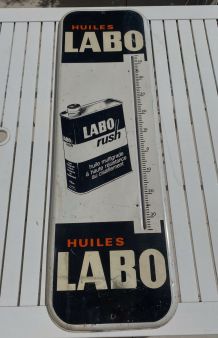 HUILES
LABO
LABO
rush
huile multigrade
à haute résistance
au cisaillement
HUILES
LABO